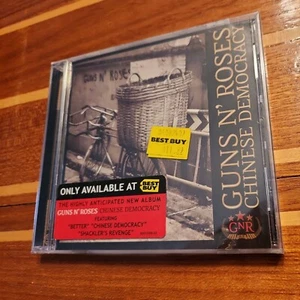 GUNS N' ROSES
GUNS N' ROSES
CHINESE DEMOCRACY
GNR
BEST BUY
ONLY AVAILABLE AT BEST BUY
THE HIGHLY ANTICIPATED NEW ALBUM
GUNS N' ROSES CHINESE DEMOCRACY
FEATURING
"BETTER" "CHINESE DEMOCRACY"
"SHACKLER'S REVENGE"